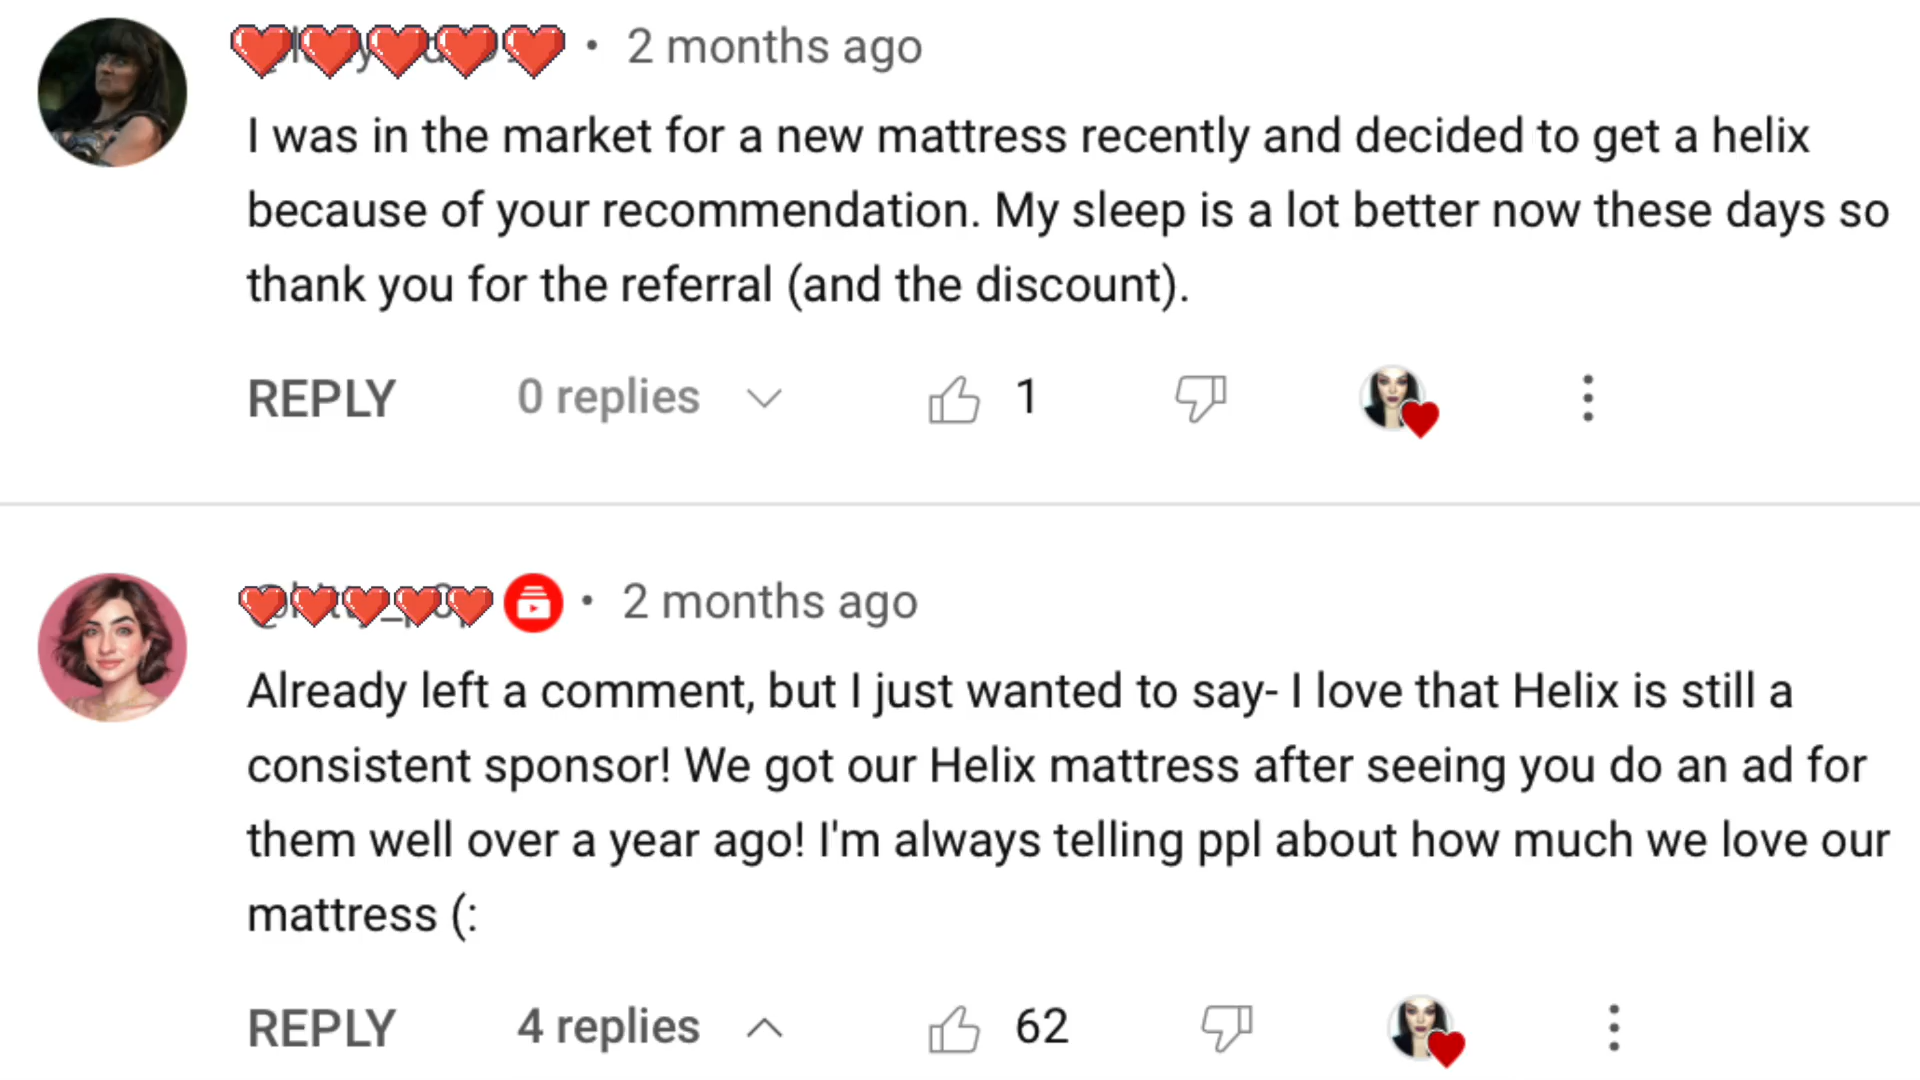 • 2 months ago
I was in the market for a new mattress recently and decided to get a helix
because of your recommendation. My sleep is a lot better now these days so
thank you for the referral (and the discount).
REPLY 0 replies 1
• 2 months ago
Already left a comment, but I just wanted to say- I love that Helix is still a
consistent sponsor! We got our Helix mattress after seeing you do an ad for
them well over a year ago! I'm always telling ppl about how much we love our
mattress (:
REPLY 4 replies 62